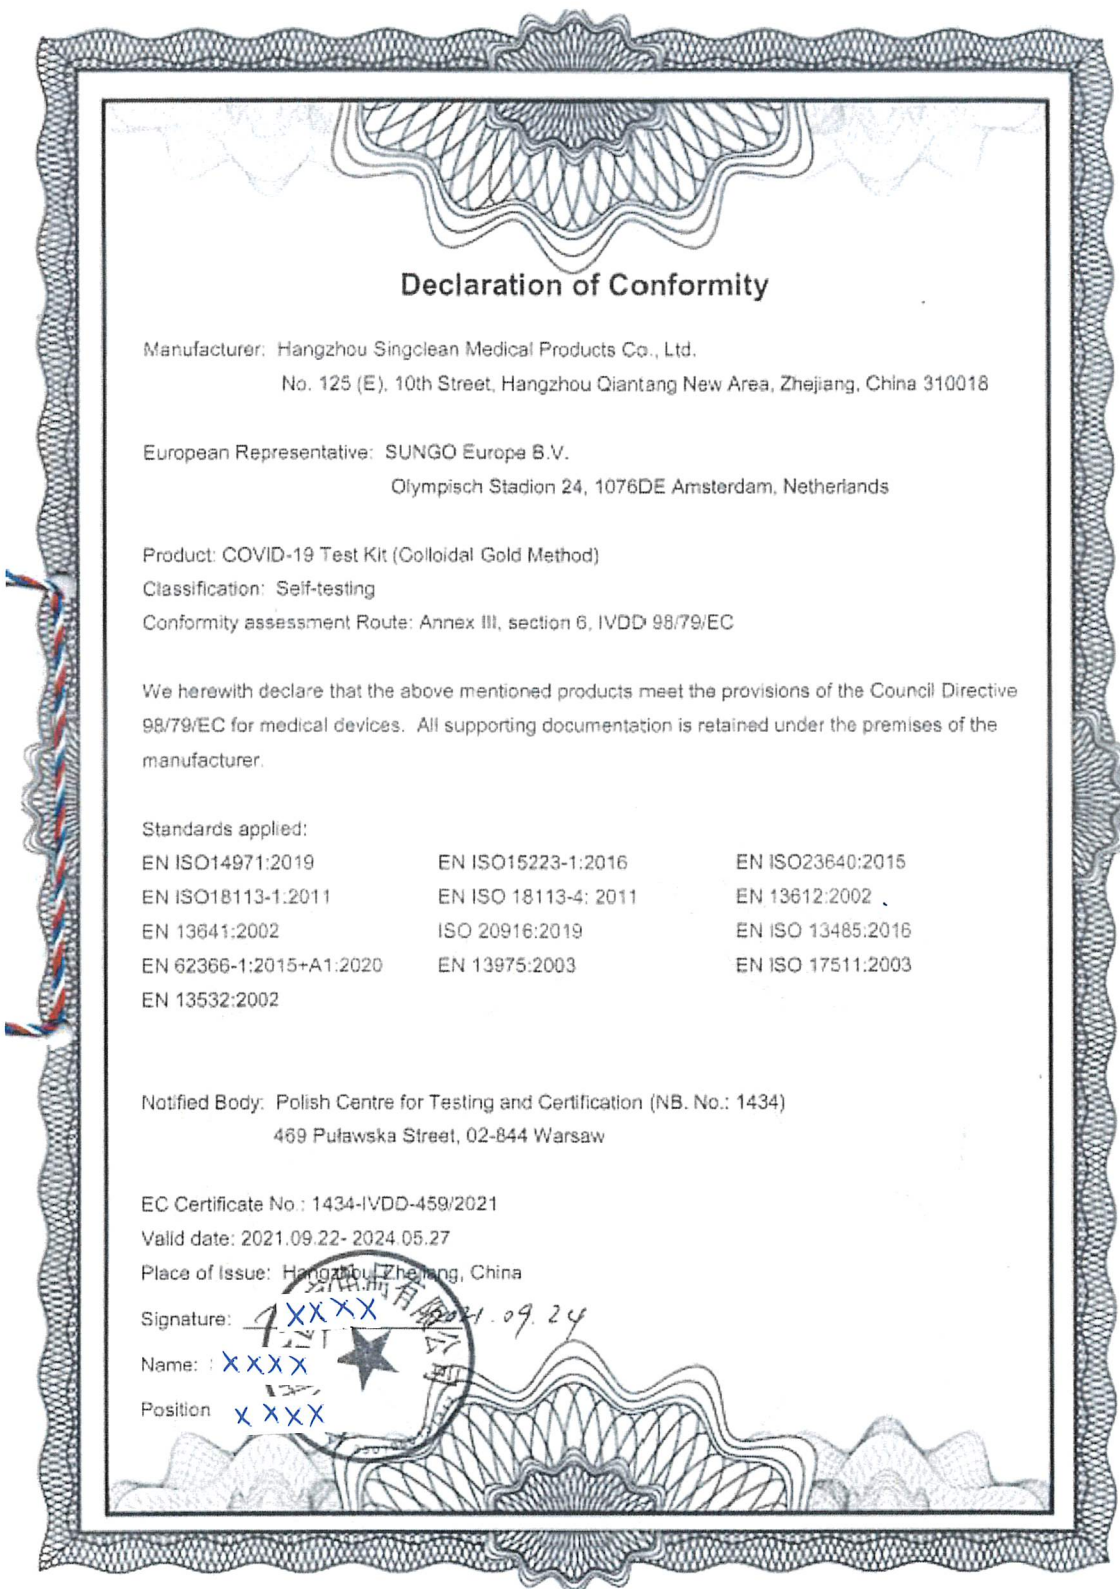 Declaration of Conformity
Manufacturer: Hangzhou Singclean Medical Products Co., Ltd.
No. 125 (E), 10th Street, Hangzhou Qiantang New Area, Zhejiang, China 310018
European Representative: SUNGO Europe B.V.
Olympisch Stadion 24, 1076DE Amsterdam, Netherlands
Product: COVID-19 Test Kit (Colloidal Gold Method)
Classification: Self-testing
Conformity assessment Route: Annex III, section 6, IVDD 98/79/EC
We herewith declare that the above mentioned products meet the provisions of the Council Directive
98/79/EC for medical devices. All supporting documentation is retained under the premises of the
manufacturer.
Standards applied:
EN ISO14971:2019 EN ISO15223-1:2016 EN ISO23640:2015
EN ISO18113-1:2011 EN ISO 18113-4: 2011 EN 13612:2002
EN 13641:2002 ISO 20916:2019 EN ISO 13485:2016
EN 62366-1:2015+A1:2020 EN 13975:2003 EN ISO 17511:2003
EN 13532:2002
Notified Body: Polish Centre for Testing and Certification (NB. No.: 1434)
469 Puławska Street, 02-844 Warsaw
EC Certificate No.: 1434-IVDD-459/2021
Valid date: 2021.09.22- 2024.05.27
Place of Issue: Hangzhou, Zhejiang, China
Signature: XXXX 2021.09.24
Name: : XXXX
Position XXXX
用品有限公司